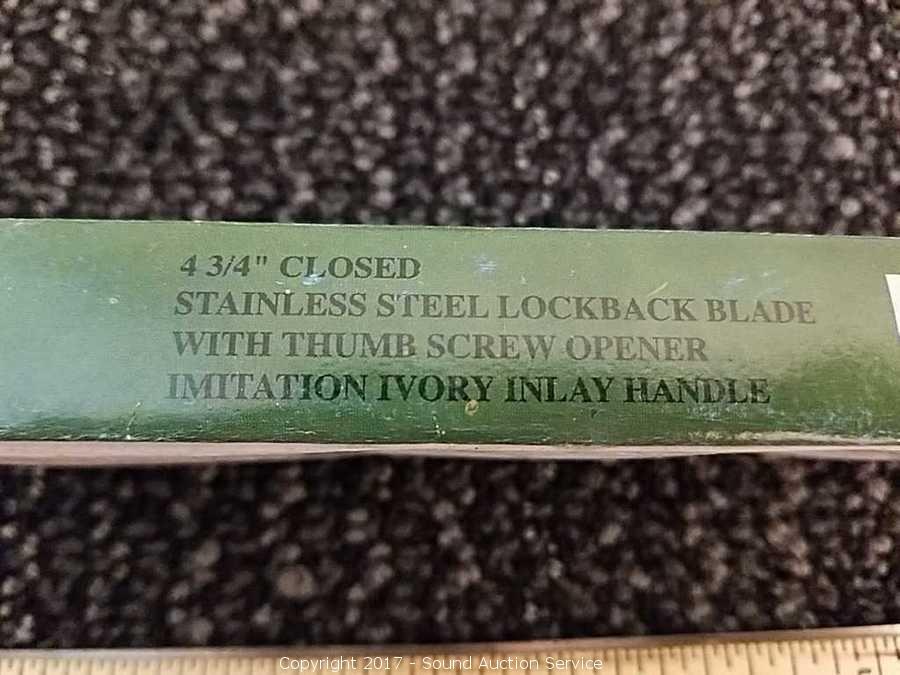 4 3/4" CLOSED
STAINLESS STEEL LOCKBACK BLADE
WITH THUMB SCREW OPENER
IMITATION IVORY INLAY HANDLE
Copyright 2017 - Sound Auction Service